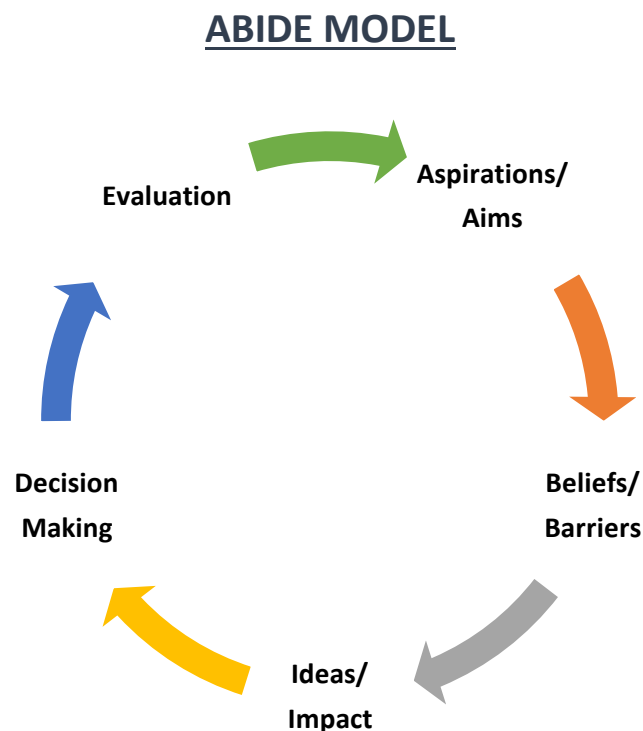 ABIDE MODEL
Aspirations/
Aims
Beliefs/
Barriers
Ideas/
Impact
Decision
Making
Evaluation